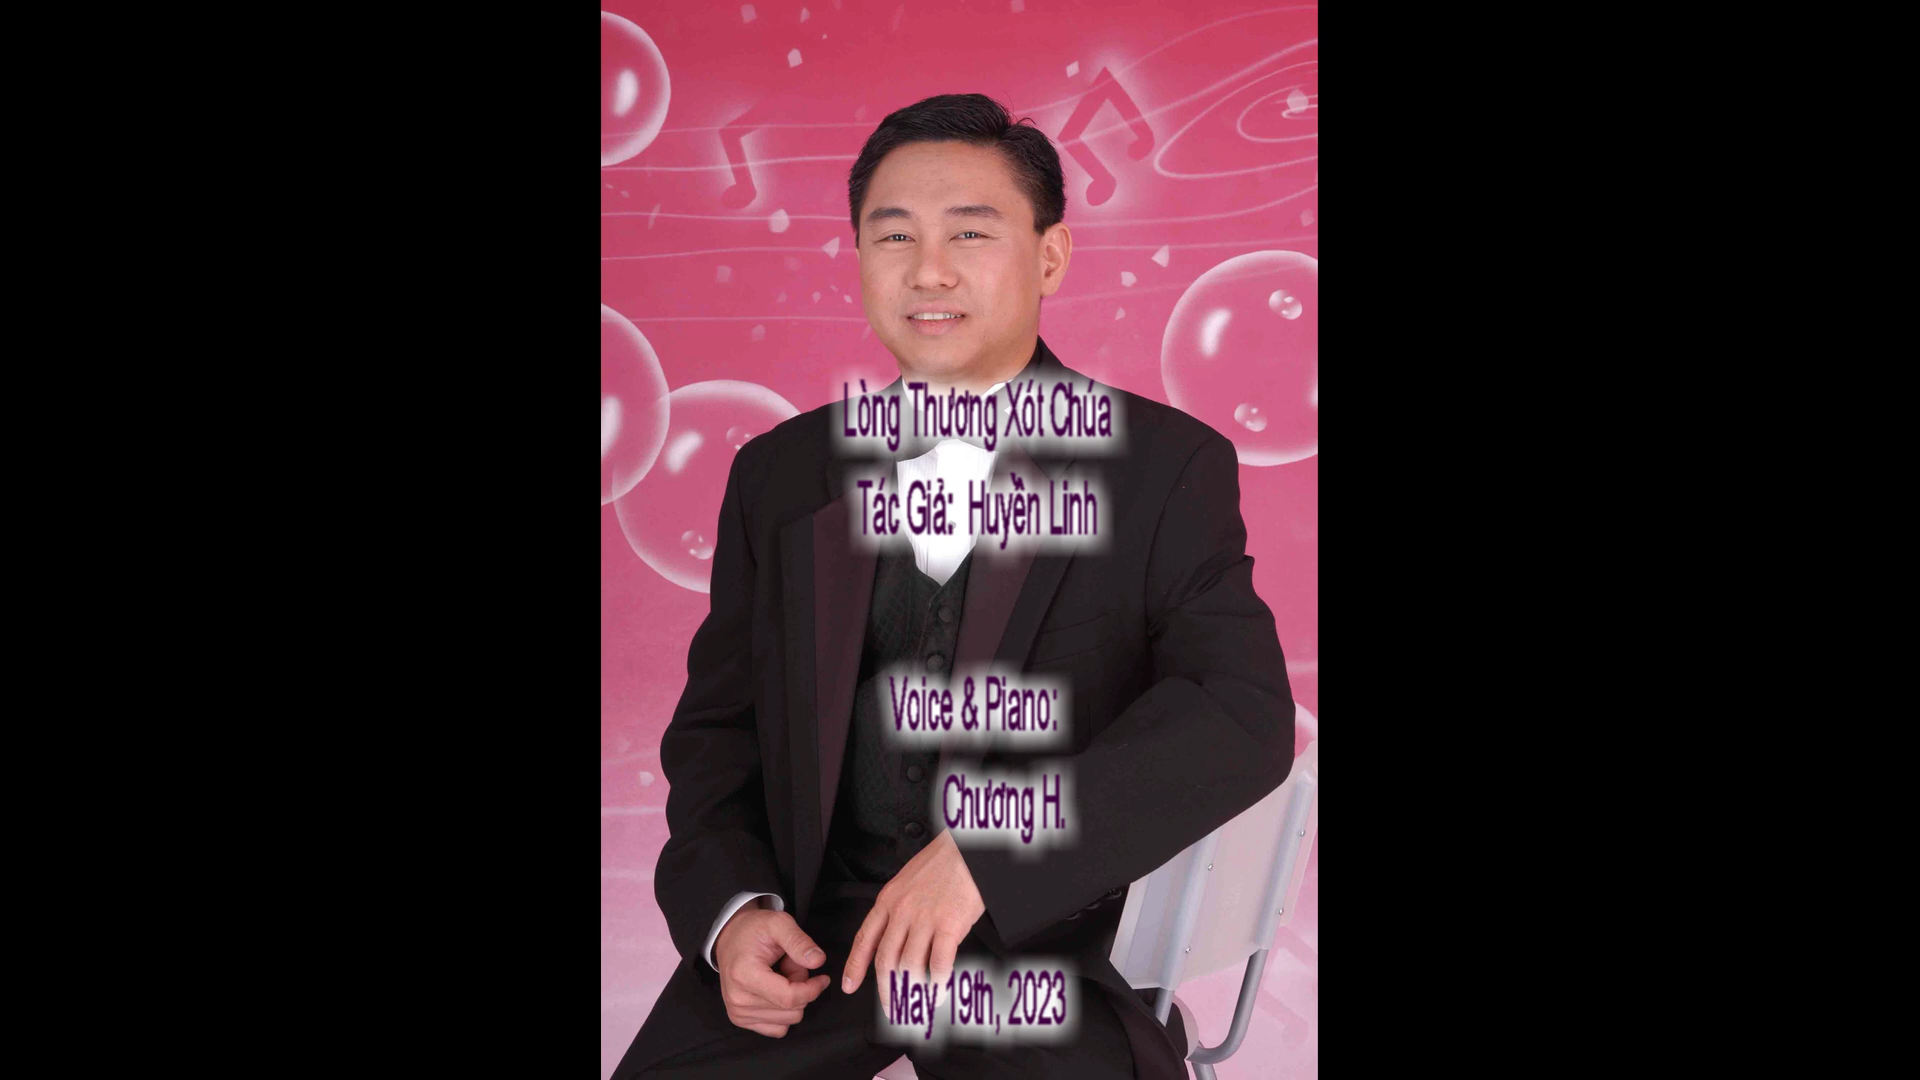 Lòng Thương Xót Chúa
Tác Giả: Huyền Linh
Voice & Piano:
Chương H.
May 19th, 2023